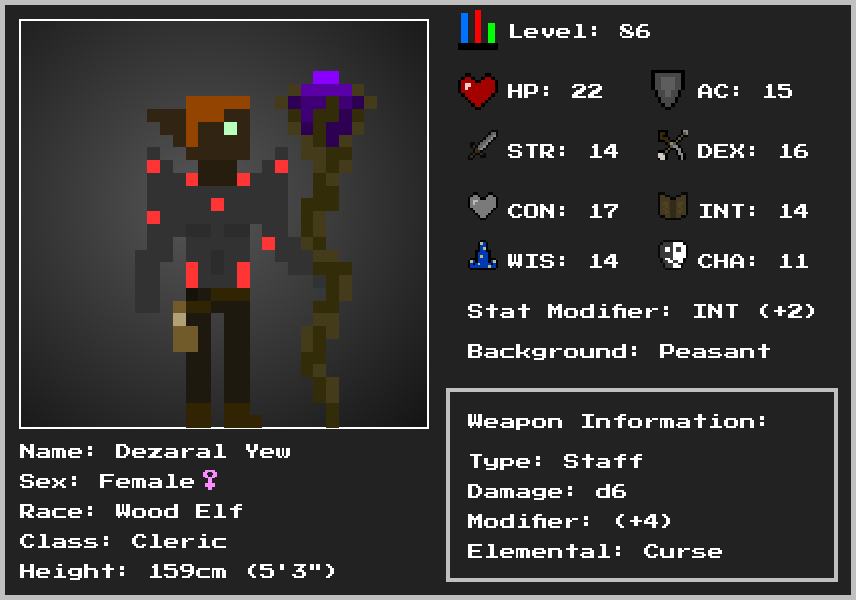 Level: 86
HP: 22 AC: 15
STR: 14 DEX: 16
CON: 17 INT: 14
WIS: 14 CHA: 11
Stat Modifier: INT (+2)
Background: Peasant
Weapon Information:
Type: Staff
Damage: d6
Modifier: (+4)
Elemental: Curse
Name: Dezaral Yew
Sex: Female♀
Race: Wood Elf
Class: Cleric
Height: 159cm (5'3")